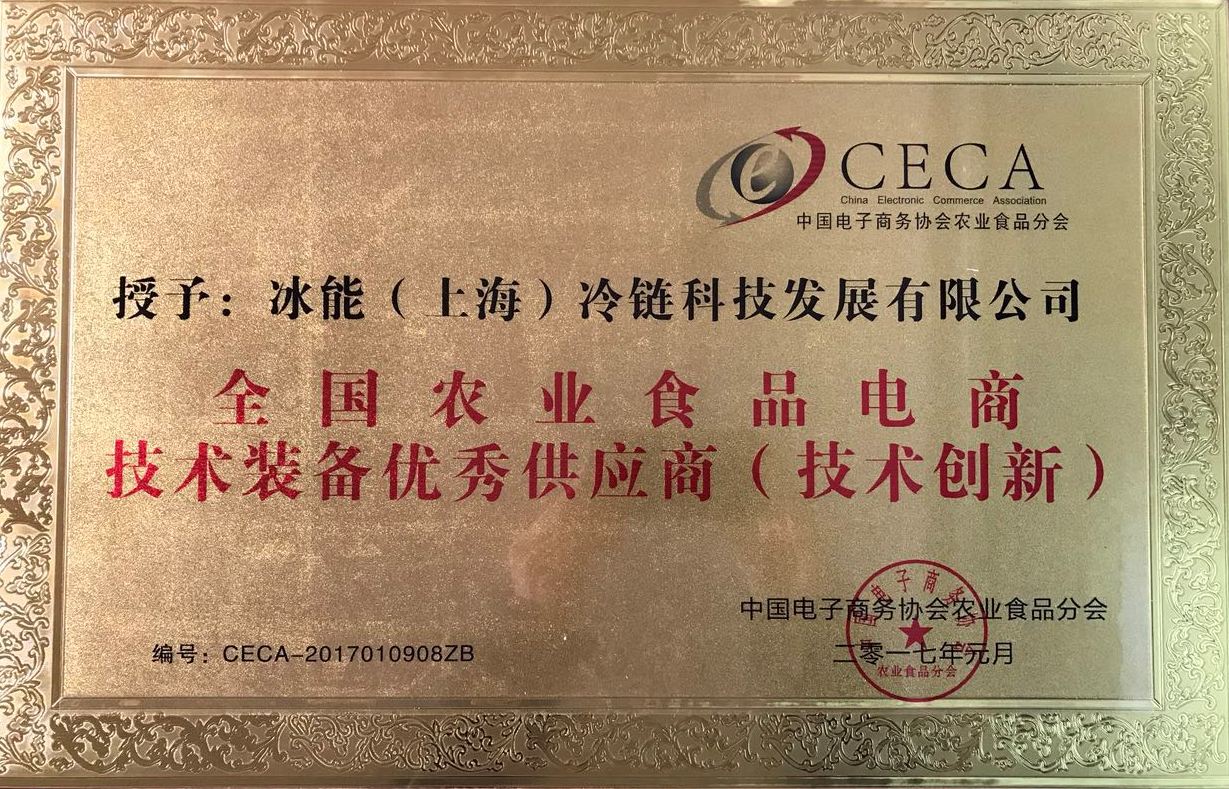 CECA
China Electronic Commerce Association
中国电子商务协会农业食品分会
授予：冰能（上海）冷链科技发展有限公司
全国农业食品电商
技术装备优秀供应商（技术创新）
中国电子商务协会农业食品分会
二零一七年元月
编号：CECA-2017010908ZB
电子商务
农业食品分会